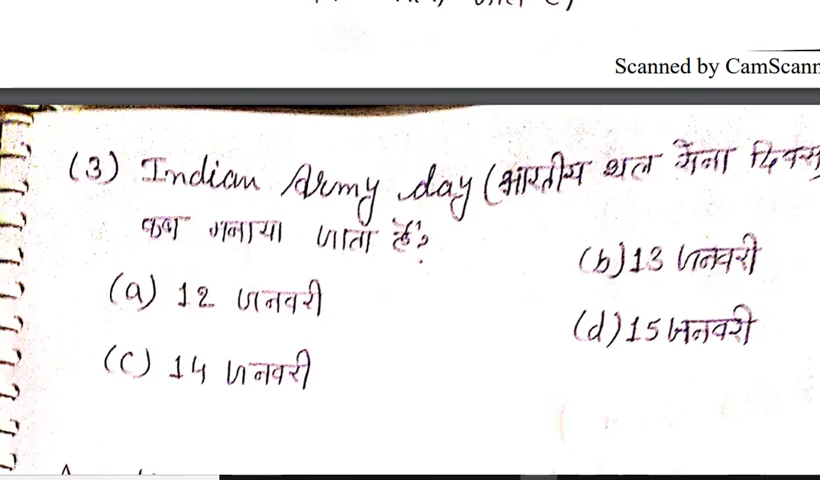 Scanned by CamScann
(3) Indian Army day (भारतीय थल सेना दिवस
कब मनाया जाता है?
(a) 12 जनवरी
(b) 13 जनवरी
(c) 14 जनवरी
(d) 15 जनवरी